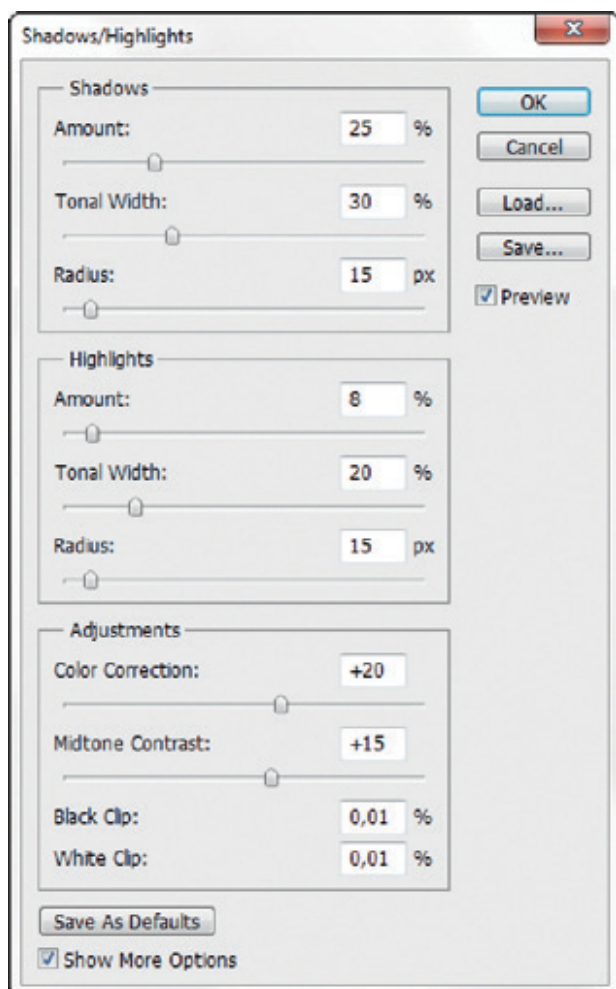 Shadows/Highlights
Shadows
Amount: 25 %
Tonal Width: 30 %
Radius: 15 px
Highlights
Amount: 8 %
Tonal Width: 20 %
Radius: 15 px
Adjustments
Color Correction: +20
Midtone Contrast: +15
Black Clip: 0,01 %
White Clip: 0,01 %
Save As Defaults
Show More Options
OK
Cancel
Load...
Save...
Preview